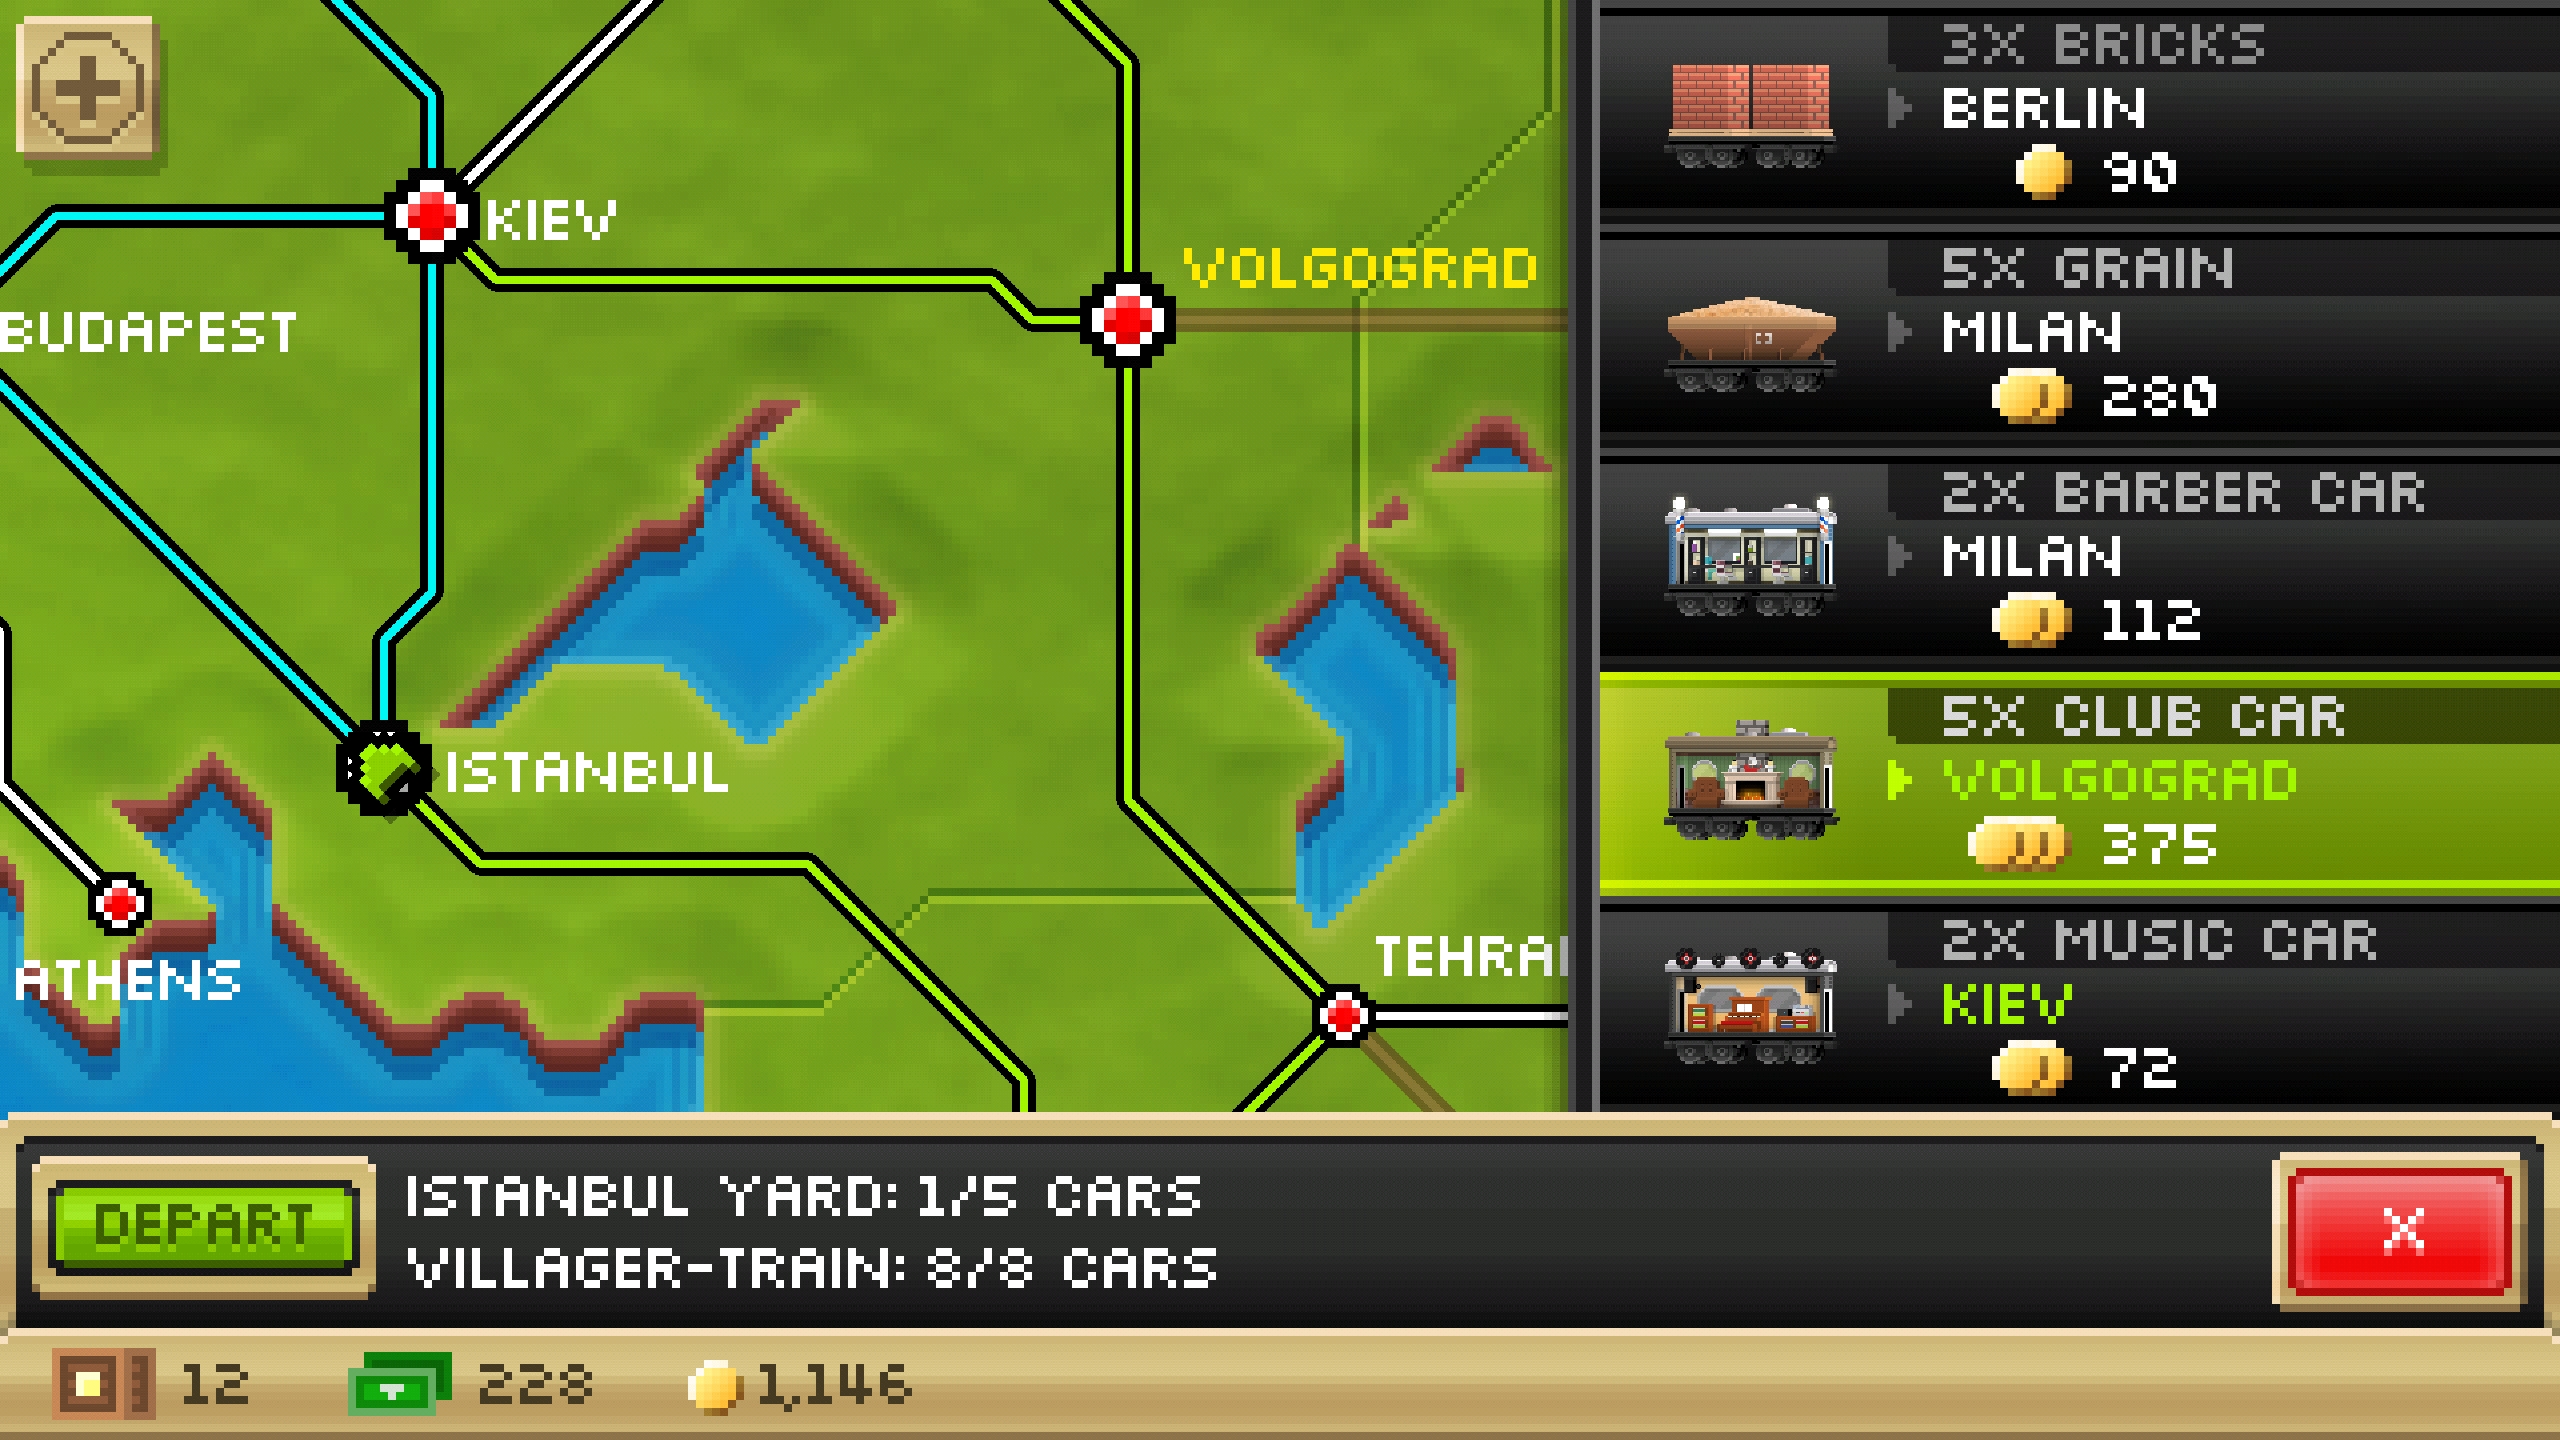 KIEV
VOLGOGRAD
BUDAPEST
ISTANBUL
TEHRA
ATHENS
3X BRICKS
BERLIN
90
5X GRAIN
MILAN
280
2X BARBER CAR
MILAN
112
5X CLUB CAR
VOLGOGRAD
375
2X MUSIC CAR
KIEV
72
DEPART
ISTANBUL YARD: 1/5 CARS
VILLAGER-TRAIN: 8/8 CARS
X
12
228
1,146